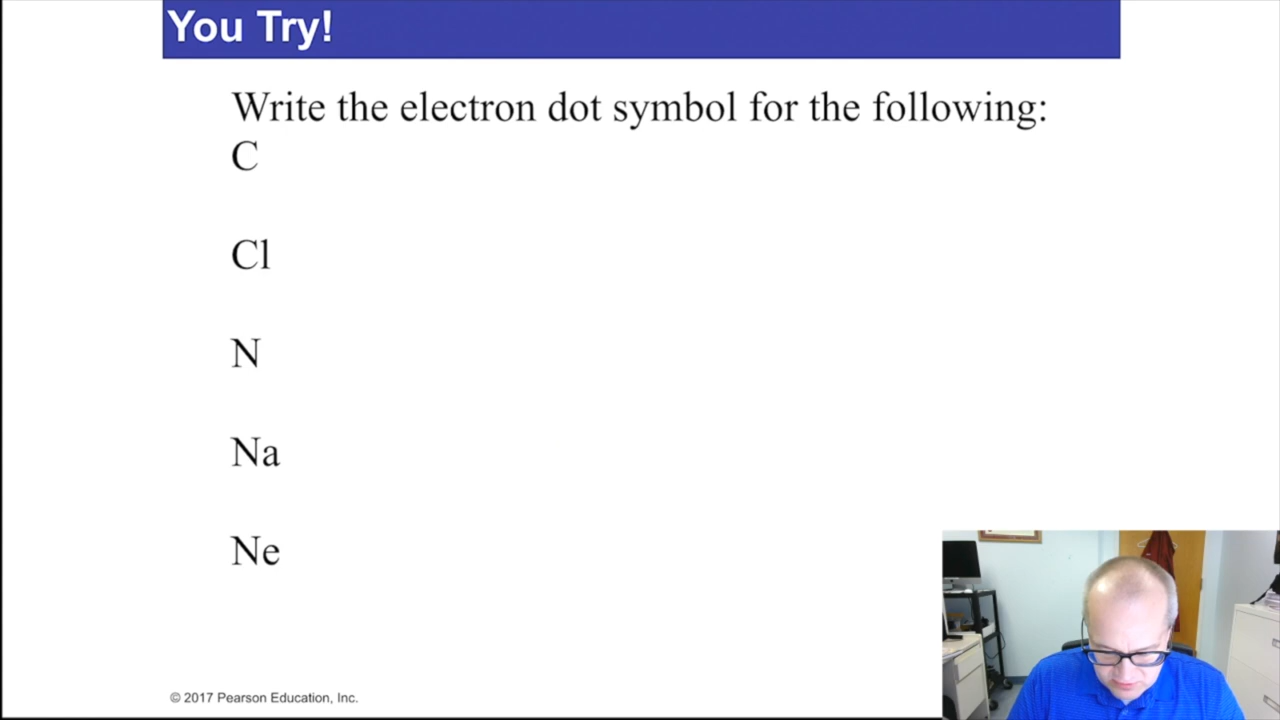 You Try!
Write the electron dot symbol for the following:
C
Cl
N
Na
Ne
© 2017 Pearson Education, Inc.